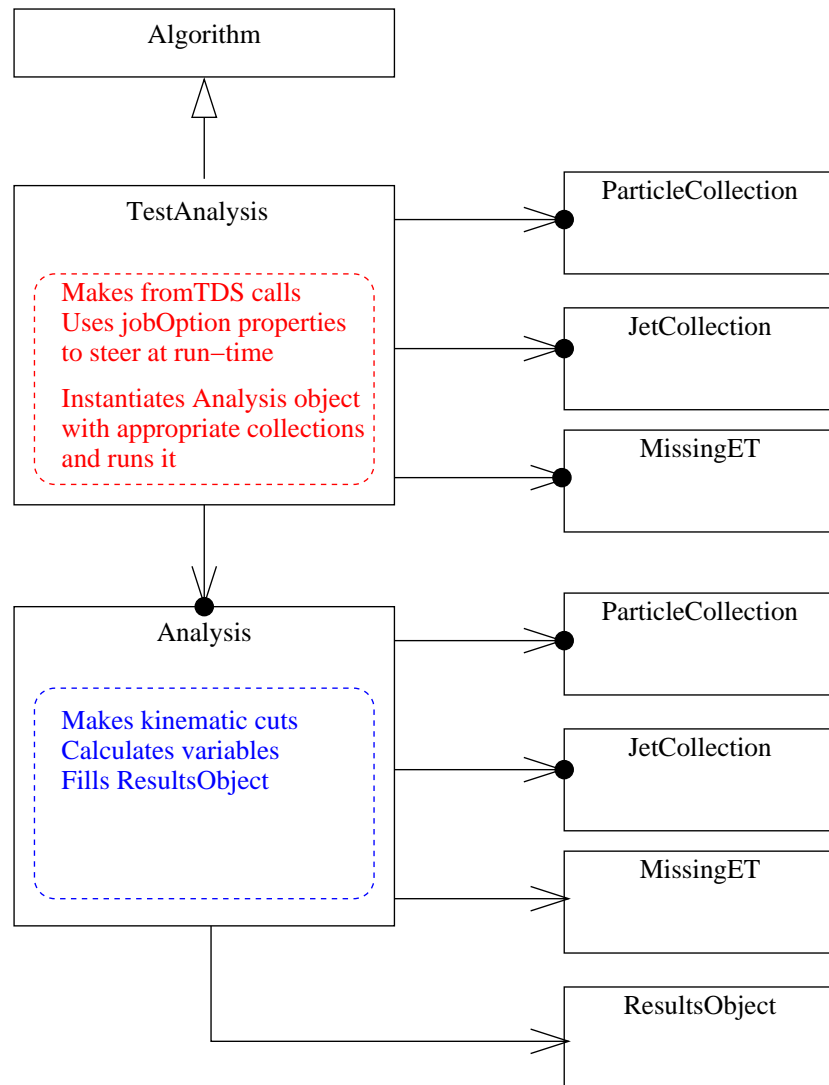 Algorithm
TestAnalysis
Makes fromTDS calls
Uses jobOption properties
to steer at run−time
Instantiates Analysis object
with appropriate collections
and runs it
ParticleCollection
JetCollection
MissingET
Analysis
Makes kinematic cuts
Calculates variables
Fills ResultsObject
ParticleCollection
JetCollection
MissingET
ResultsObject